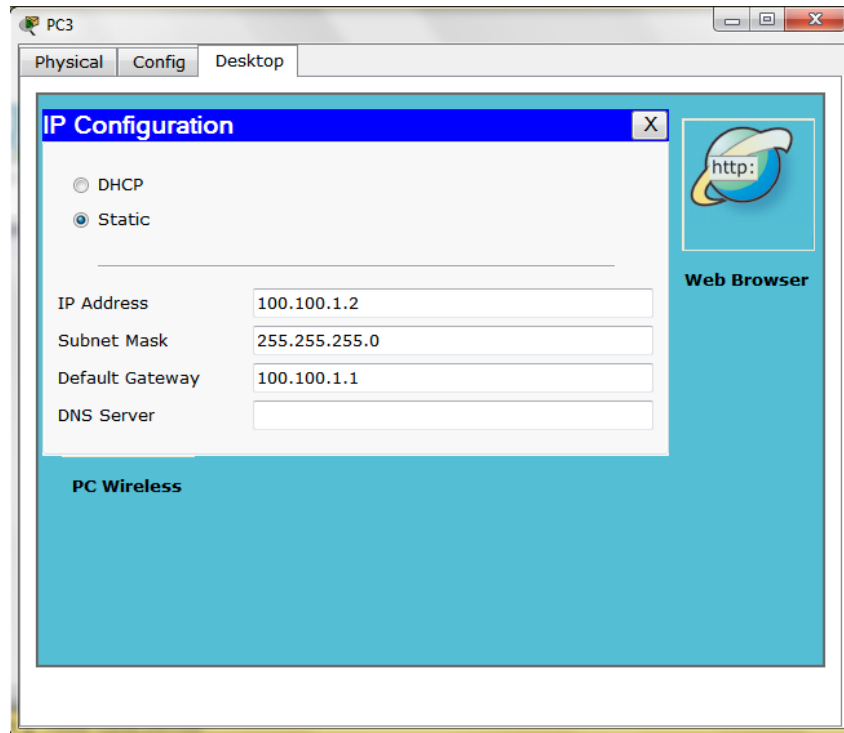 PC3
Physical Config Desktop
IP Configuration X
http:
DHCP
Static
Web Browser
IP Address 100.100.1.2
Subnet Mask 255.255.255.0
Default Gateway 100.100.1.1
DNS Server
PC Wireless